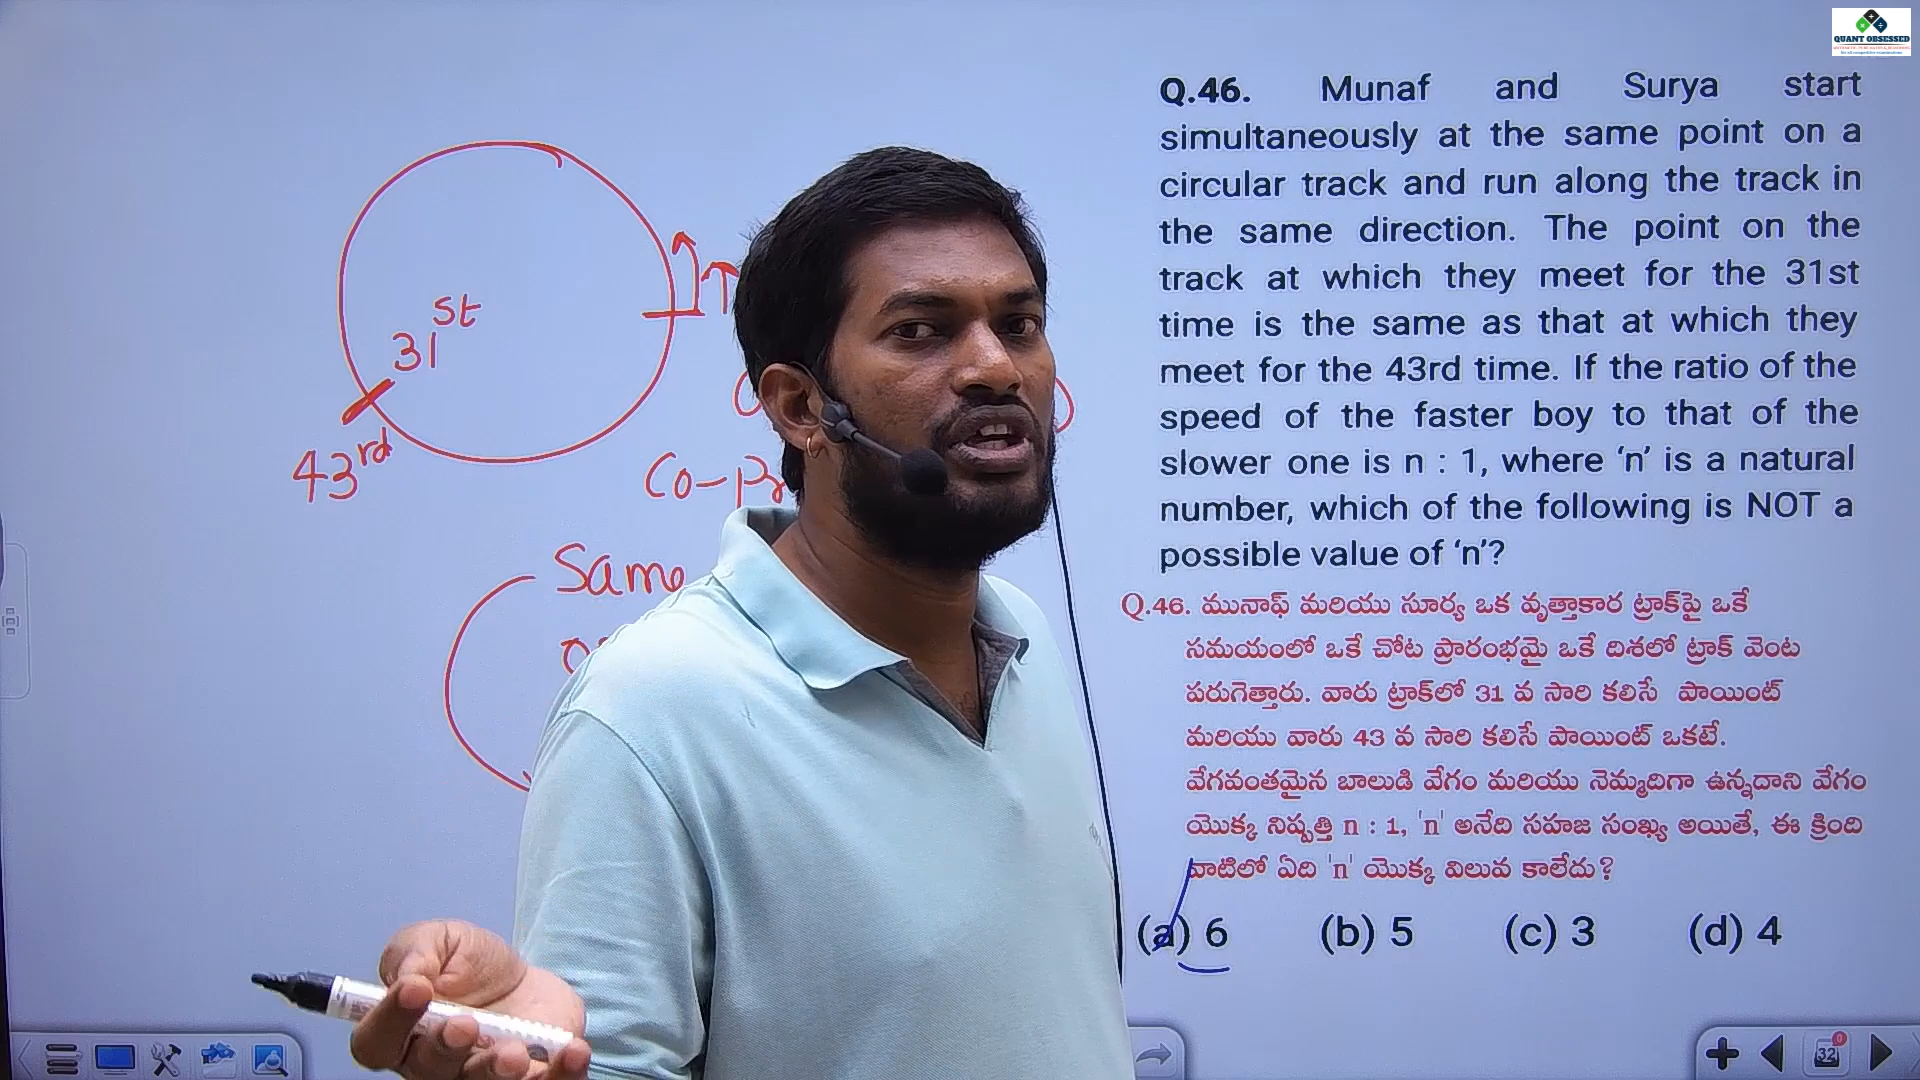 QUANT OBSESSED
Q.46. Munaf and Surya start
simultaneously at the same point on a
circular track and run along the track in
the same direction. The point on the
track at which they meet for the 31st
time is the same as that at which they
meet for the 43rd time. If the ratio of the
speed of the faster boy to that of the
slower one is n : 1, where ‘n’ is a natural
number, which of the following is NOT a
possible value of ‘n’?
Q.46. మునాఫ్ మరియు సూర్య ఒక వృత్తాకార ట్రాక్‌పై ఒకే
సమయంలో ఒకే చోట ప్రారంభమై ఒకే దిశలో ట్రాక్ వెంట
పరుగెత్తారు. వారు ట్రాక్‌లో 31 వ సారి కలిసే పాయింట్
మరియు వారు 43 వ సారి కలిసే పాయింట్ ఒకటే.
వేగవంతమైన బాలుడి వేగం మరియు నెమ్మదిగా ఉన్నదాని వేగం
యొక్క నిష్పత్తి n : 1, 'n' అనేది సహజ సంఖ్య అయితే, ఈ క్రింది
వాటిలో ఏది 'n' యొక్క విలువ కాలేదు?
(a) 6 (b) 5 (c) 3 (d) 4
31st
43rd
Same
32
0